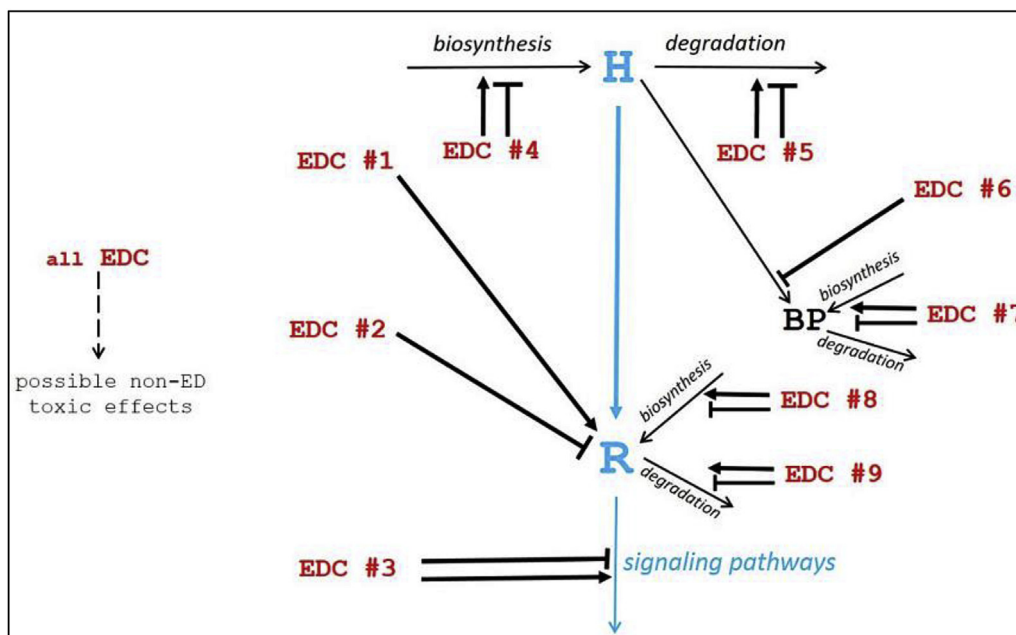 biosynthesis
H
degradation
EDC #4
EDC #5
EDC #1
EDC #6
all EDC
biosynthesis
EDC #2
BP
EDC #7
degradation
possible non-ED
toxic effects
biosynthesis
EDC #8
R
degradation
EDC #9
EDC #3
signaling pathways